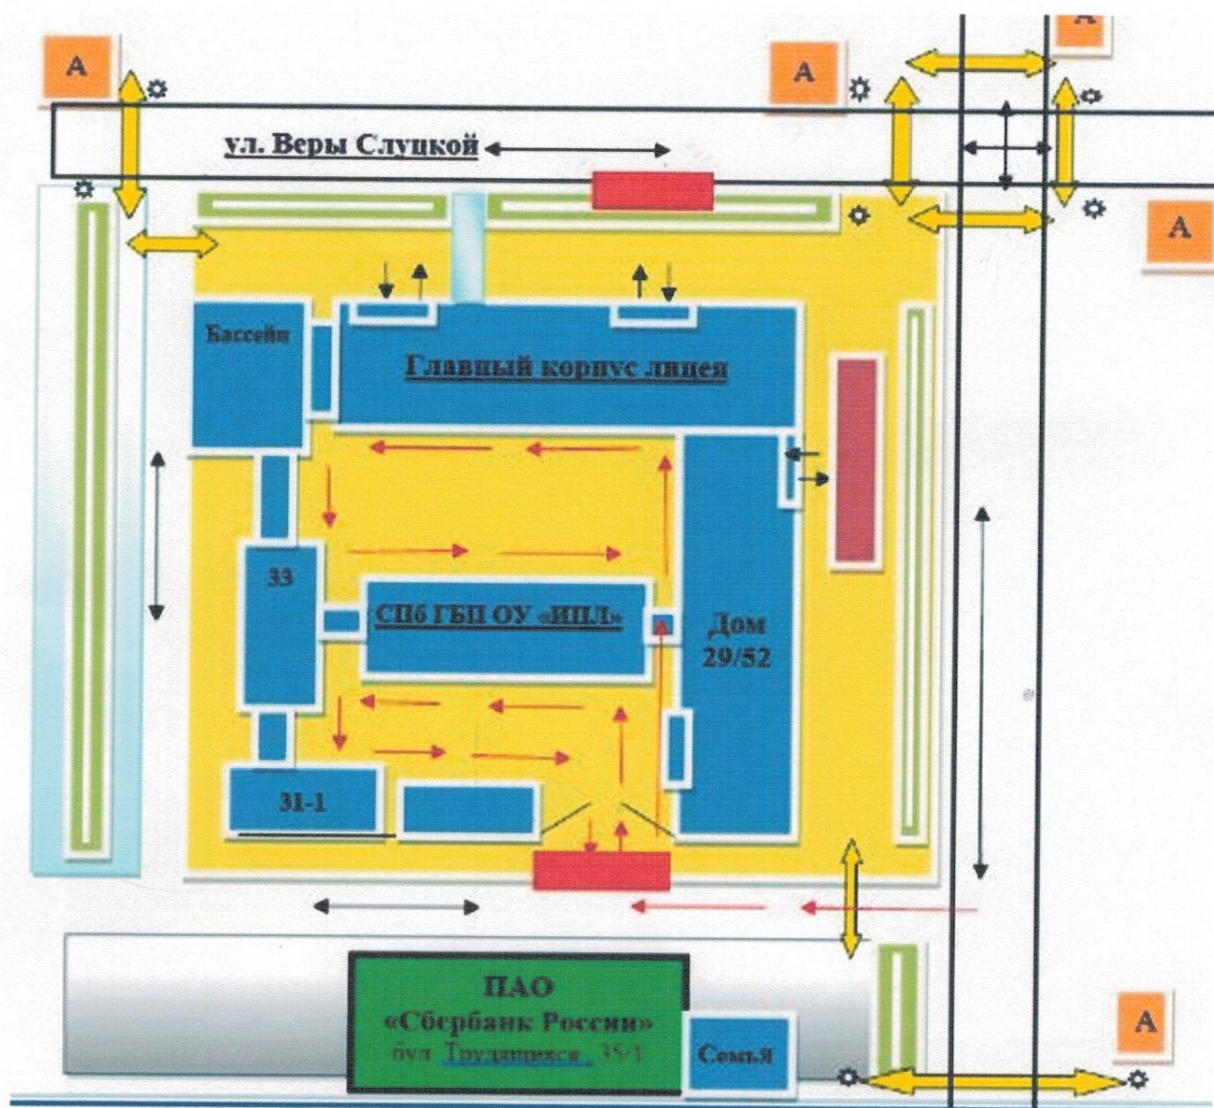 А
А
А
ул. Веры Слуцкой
А
Бассейн
Главный корпус лицея
33
СПб ГБП ОУ «ИПЛ»
Дом
29/52
31-1
ПАО
«Сбербанк России»
бул Трудящихся , 35/1
Семья
А